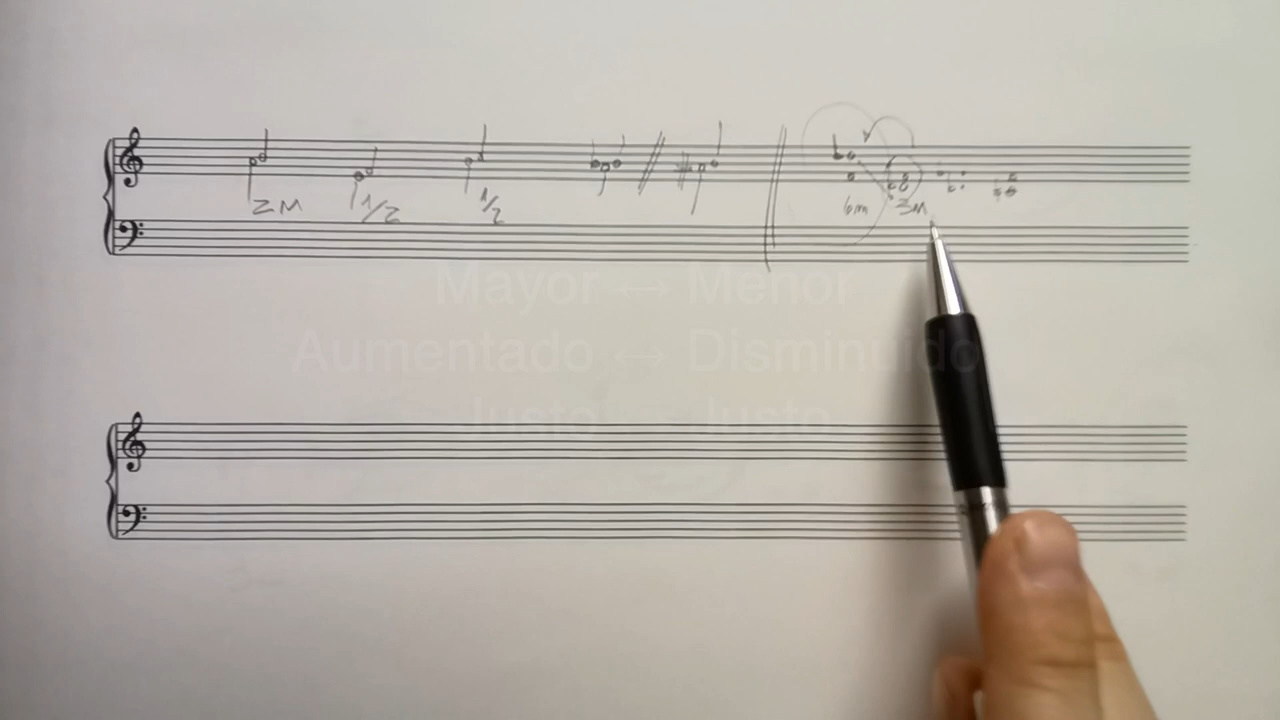 2M 1/2 1/2 6m 3M
Mayor ↔ Menor
Aumentado ↔ Disminuido
Justo ↔ Justo